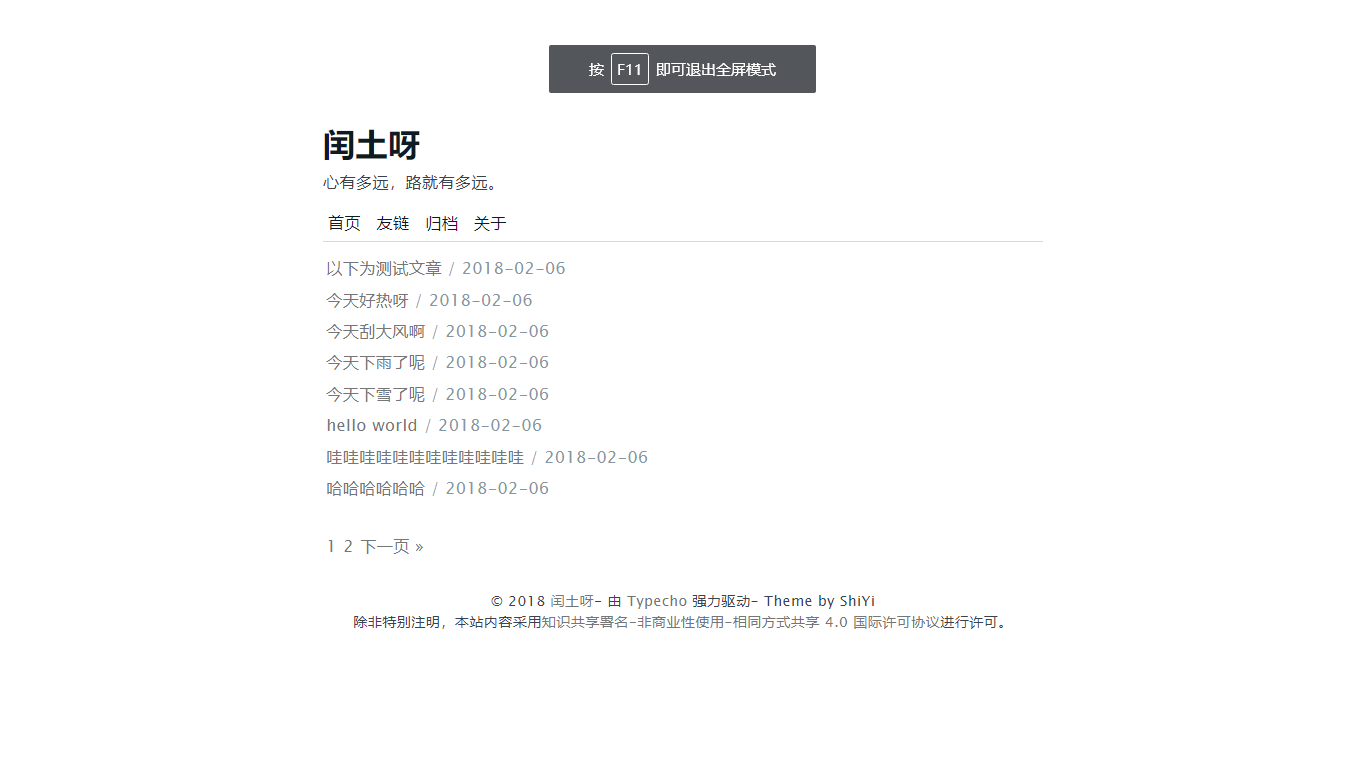 按 F11 即可退出全屏模式
闰土呀
心有多远，路就有多远。
首页 友链 归档 关于
以下为测试文章 / 2018-02-06
今天好热呀 / 2018-02-06
今天刮大风啊 / 2018-02-06
今天下雨了呢 / 2018-02-06
今天下雪了呢 / 2018-02-06
hello world / 2018-02-06
哇哇哇哇哇哇哇哇哇哇哇哇 / 2018-02-06
哈哈哈哈哈哈 / 2018-02-06
1 2 下一页 »
© 2018 闰土呀- 由 Typecho 强力驱动- Theme by ShiYi
除非特别注明，本站内容采用知识共享署名-非商业性使用-相同方式共享 4.0 国际许可协议进行许可。